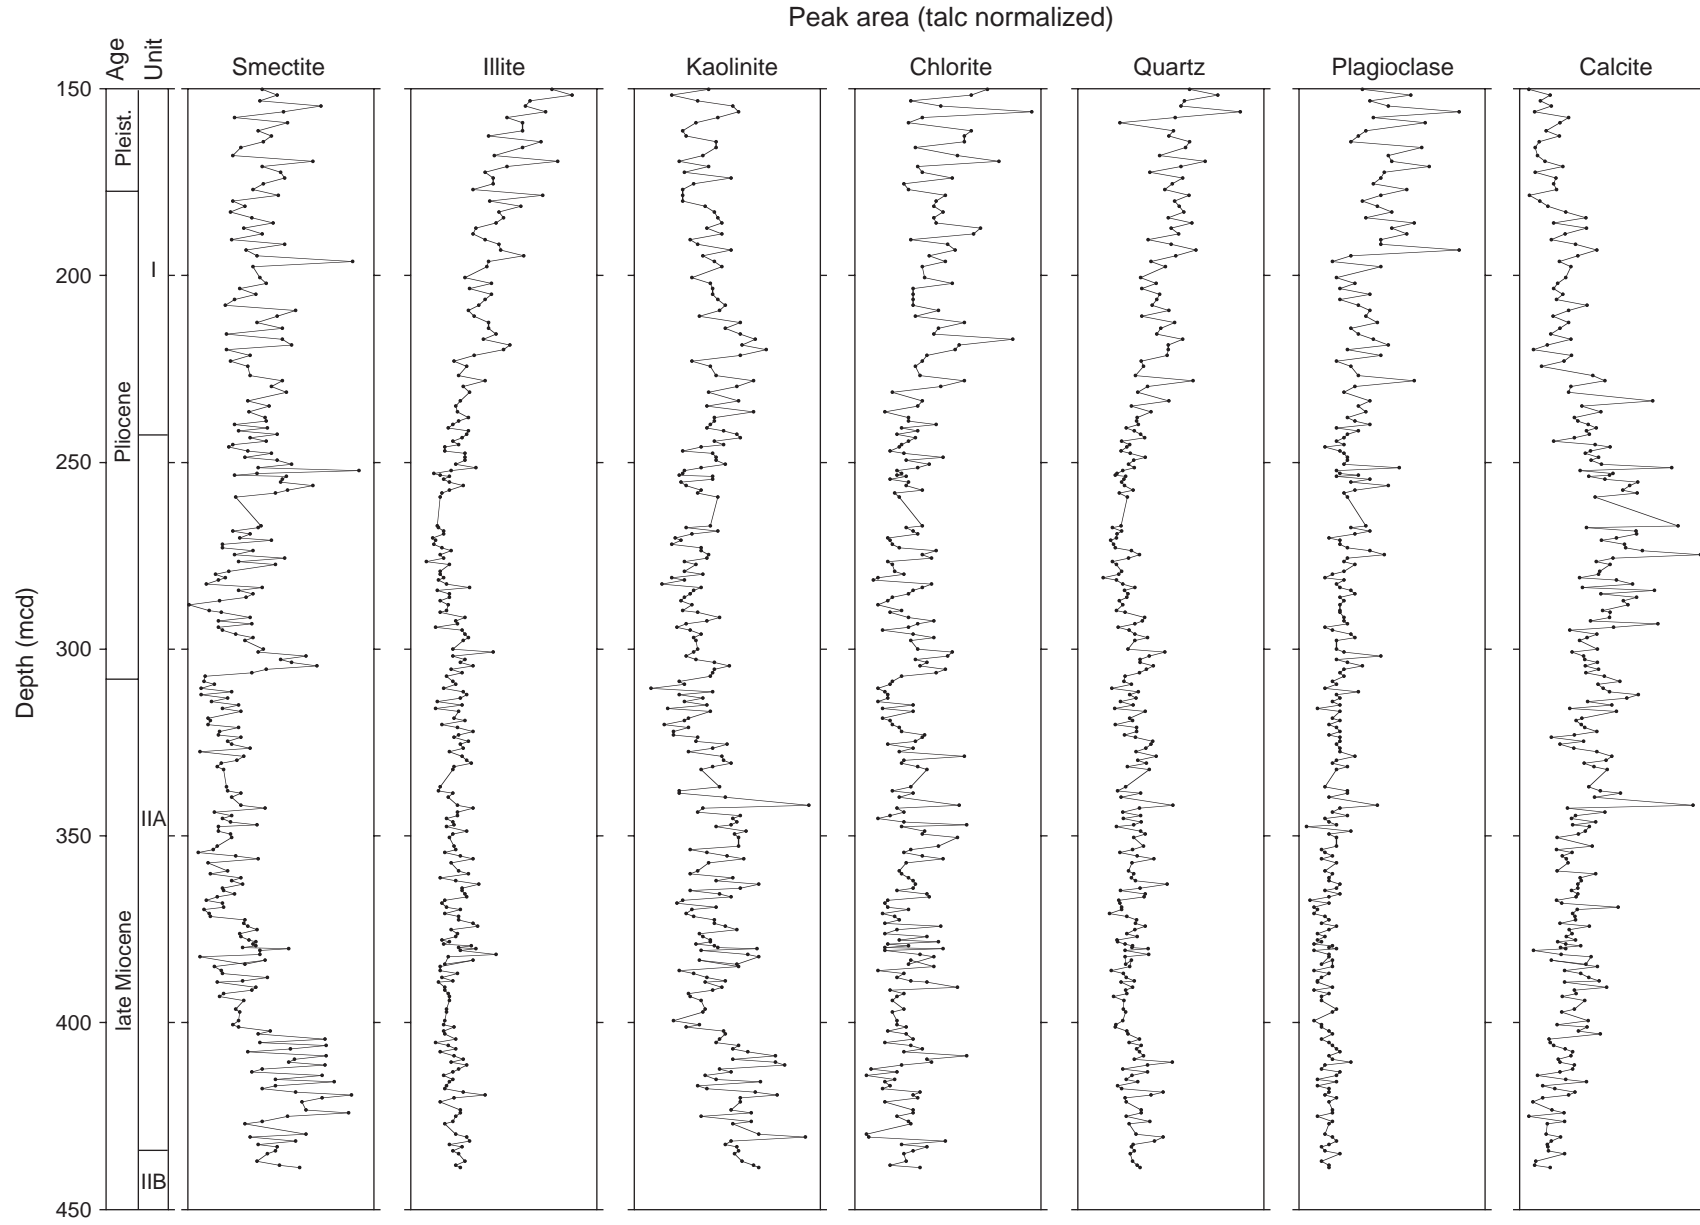 Peak area (talc normalized)
Age
Unit
Smectite
Illite
Kaolinite
Chlorite
Quartz
Plagioclase
Calcite
150
200
250
300
350
400
450
Depth (mcd)
Pleist.
Pliocene
late Miocene
I
IIA
IIB